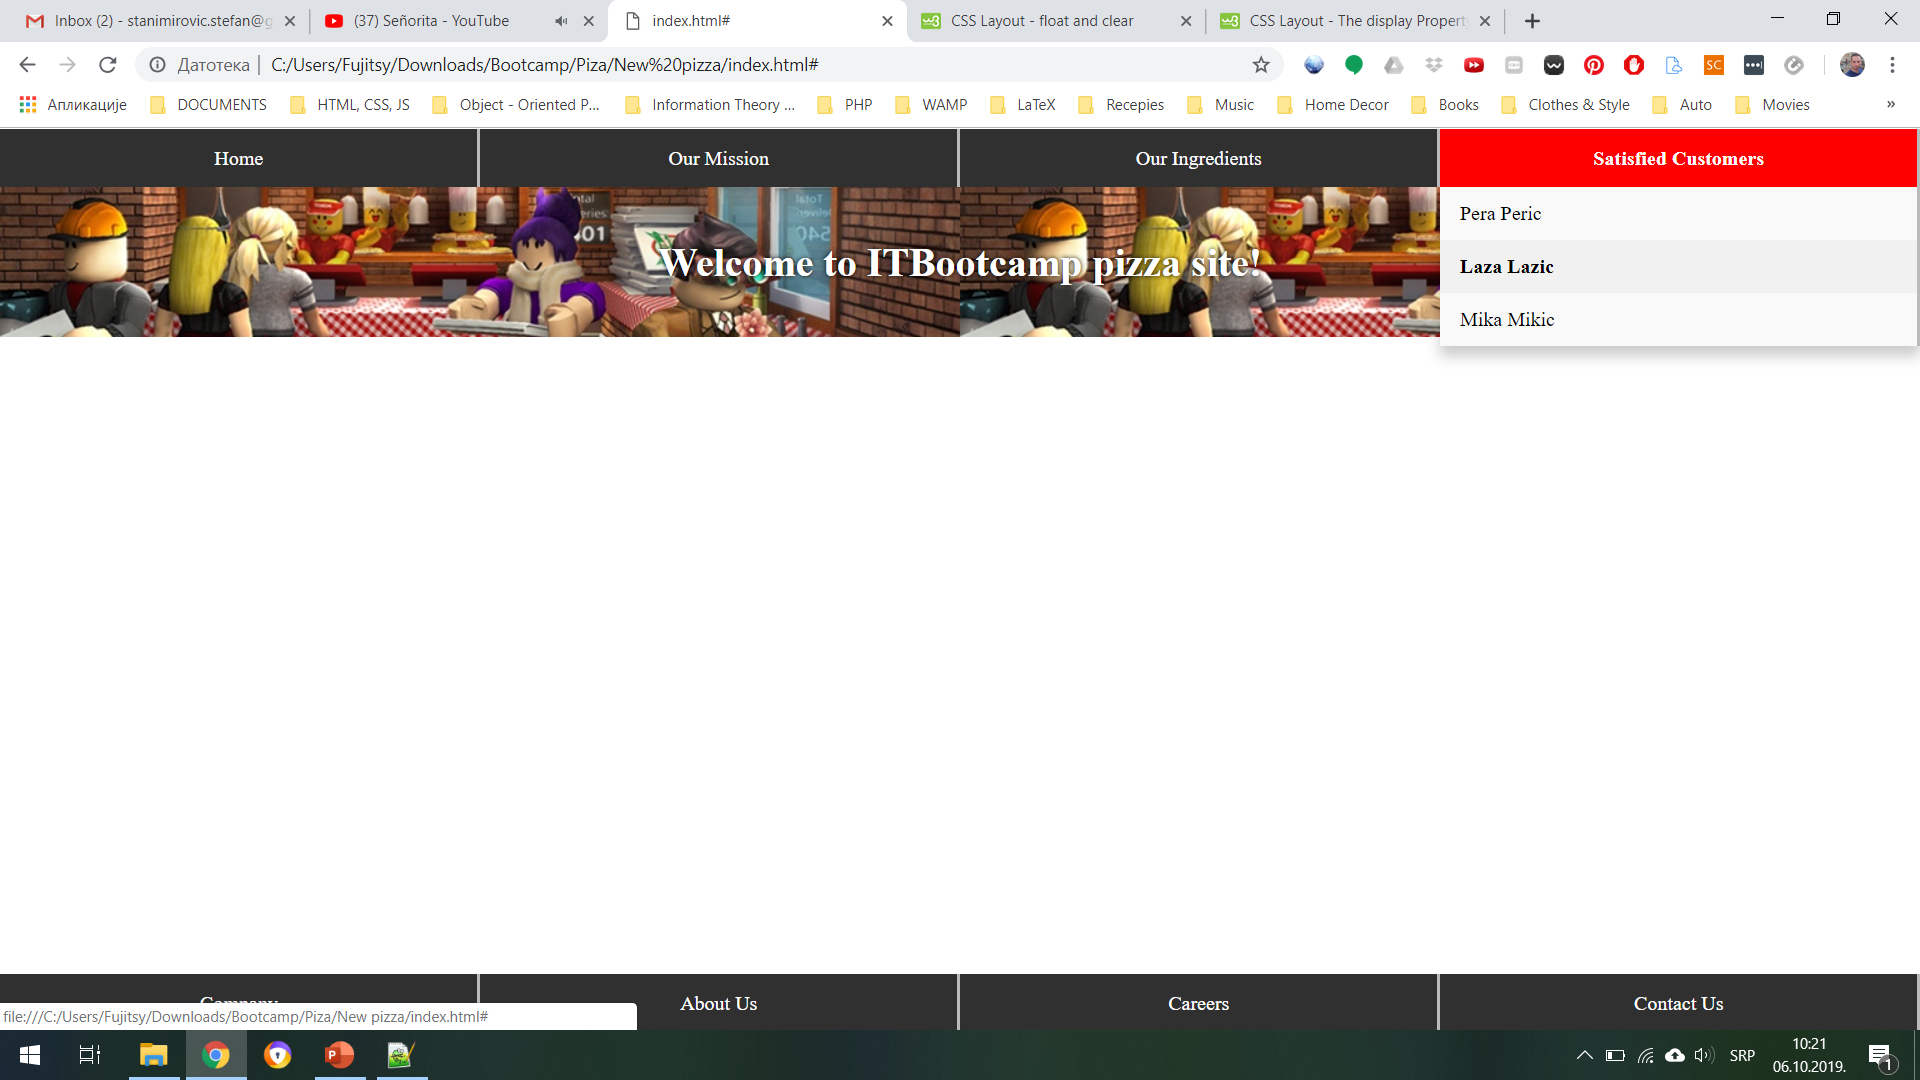 Inbox (2) - stanimirovic.stefan@g
(37) Señorita - YouTube
index.html#
CSS Layout - float and clear
CSS Layout - The display Propert
Датотека
C:/Users/Fujitsy/Downloads/Bootcamp/Piza/New%20pizza/index.html#
SC
Апликације
DOCUMENTS
HTML, CSS, JS
Object - Oriented P...
Information Theory ...
PHP
WAMP
LaTeX
Recepies
Music
Home Decor
Books
Clothes & Style
Auto
Movies
»
Home
Our Mission
Our Ingredients
Satisfied Customers
Pera Peric
Laza Lazic
Mika Mikic
Welcome to ITBootcamp pizza site!
Company
About Us
Careers
Contact Us
file:///C:/Users/Fujitsy/Downloads/Bootcamp/Piza/New pizza/index.html#
SRP
10:21
06.10.2019.
1